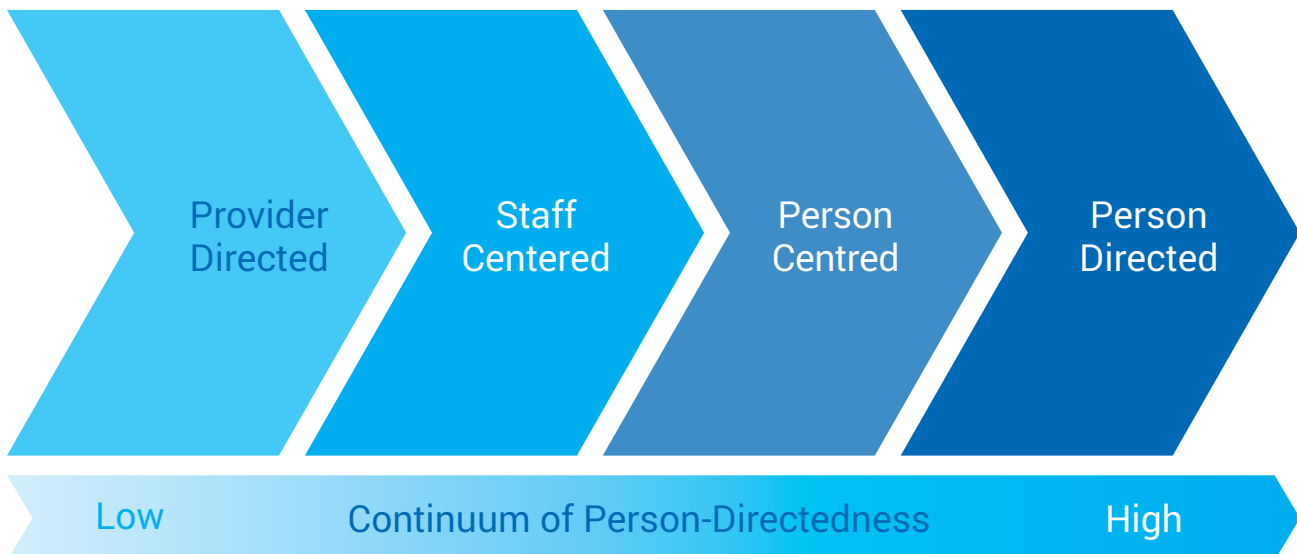 Provider
Directed
Staff
Centered
Person
Centred
Person
Directed
Low Continuum of Person-Directedness High